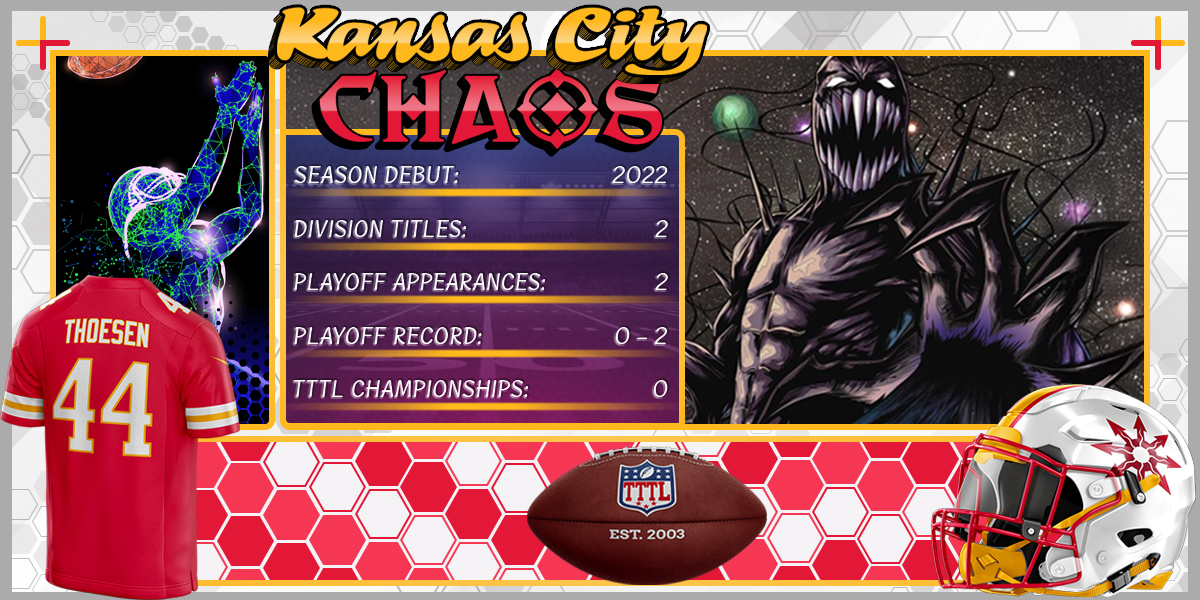 Kansas City
CHAOS
SEASON DEBUT: 2022
DIVISION TITLES: 2
PLAYOFF APPEARANCES: 2
PLAYOFF RECORD: 0 – 2
TTTL CHAMPIONSHIPS: 0
THOESEN
44
TTTL
EST. 2003